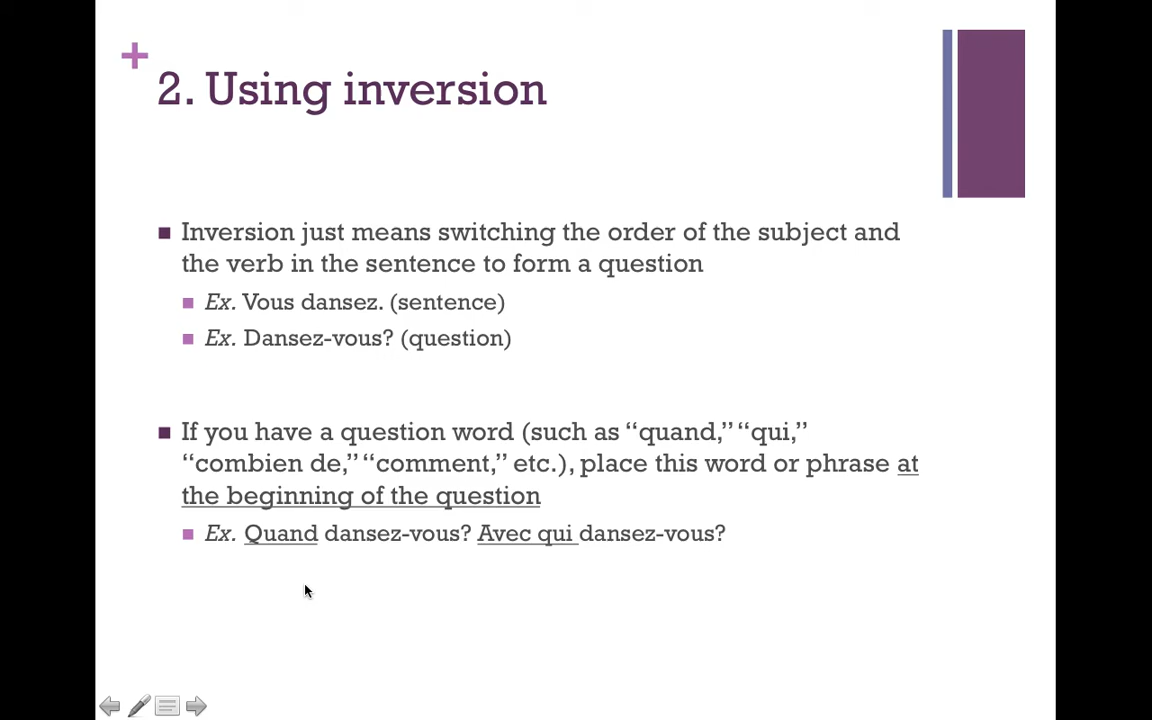 2. Using inversion
Inversion just means switching the order of the subject and
the verb in the sentence to form a question
Ex. Vous dansez. (sentence)
Ex. Dansez-vous? (question)
If you have a question word (such as “quand,” “qui,”
“combien de,” “comment,” etc.), place this word or phrase at
the beginning of the question
Ex. Quand dansez-vous? Avec qui dansez-vous?